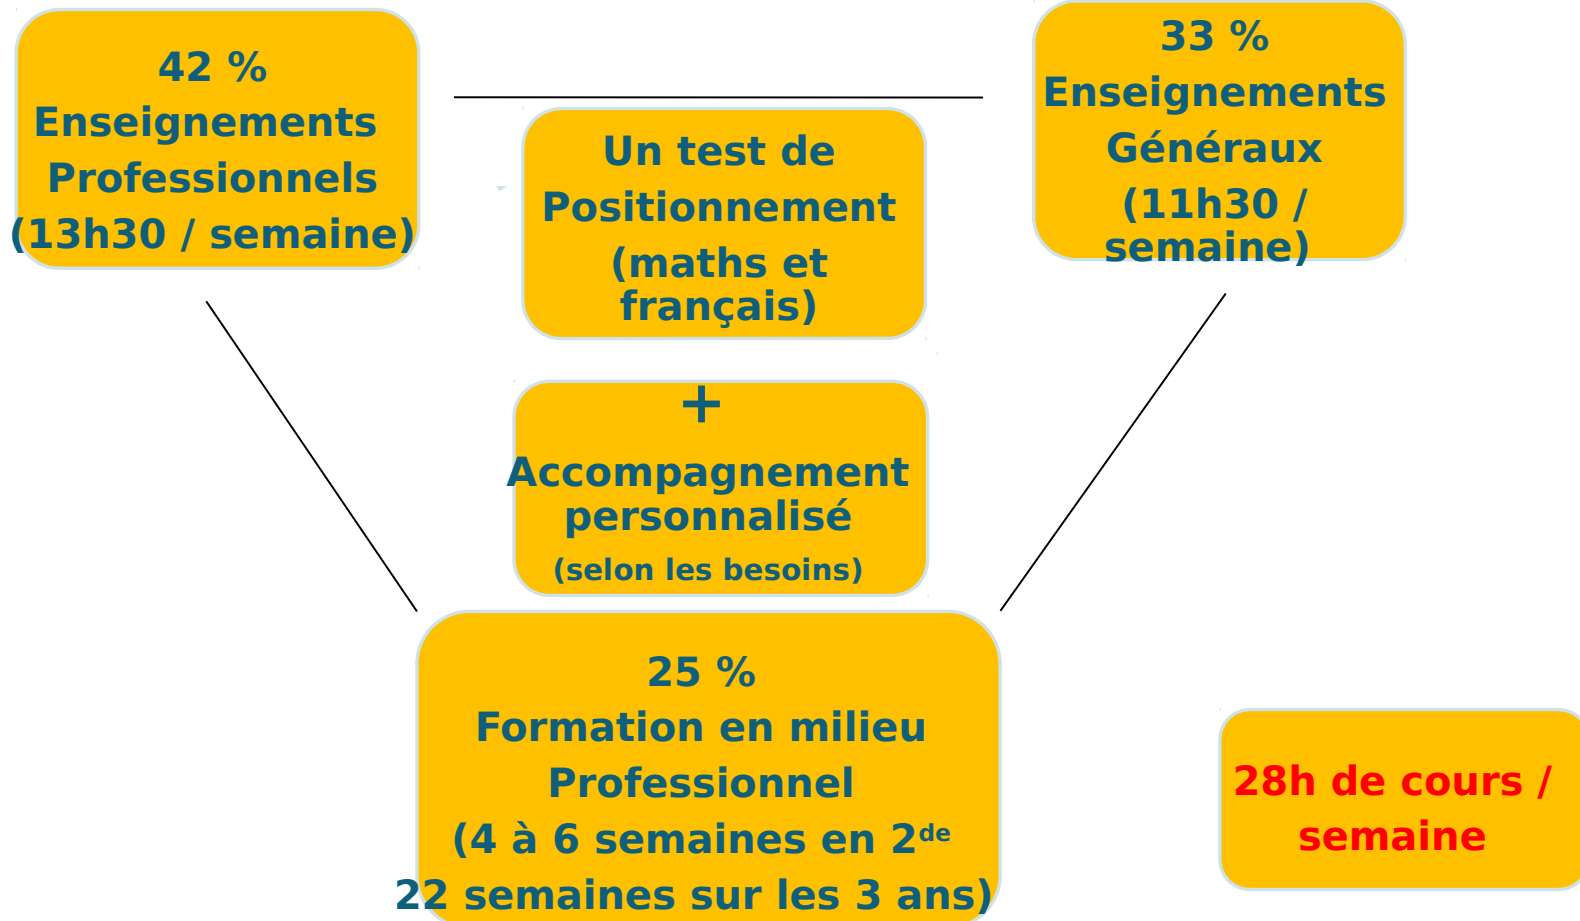 42 %
Enseignements
Professionnels
(13h30 / semaine)
33 %
Enseignements
Généraux
(11h30 /
semaine)
Un test de
Positionnement
(maths et
français)
+
Accompagnement
personnalisé
(selon les besoins)
25 %
Formation en milieu
Professionnel
(4 à 6 semaines en 2de
22 semaines sur les 3 ans)
28h de cours /
semaine